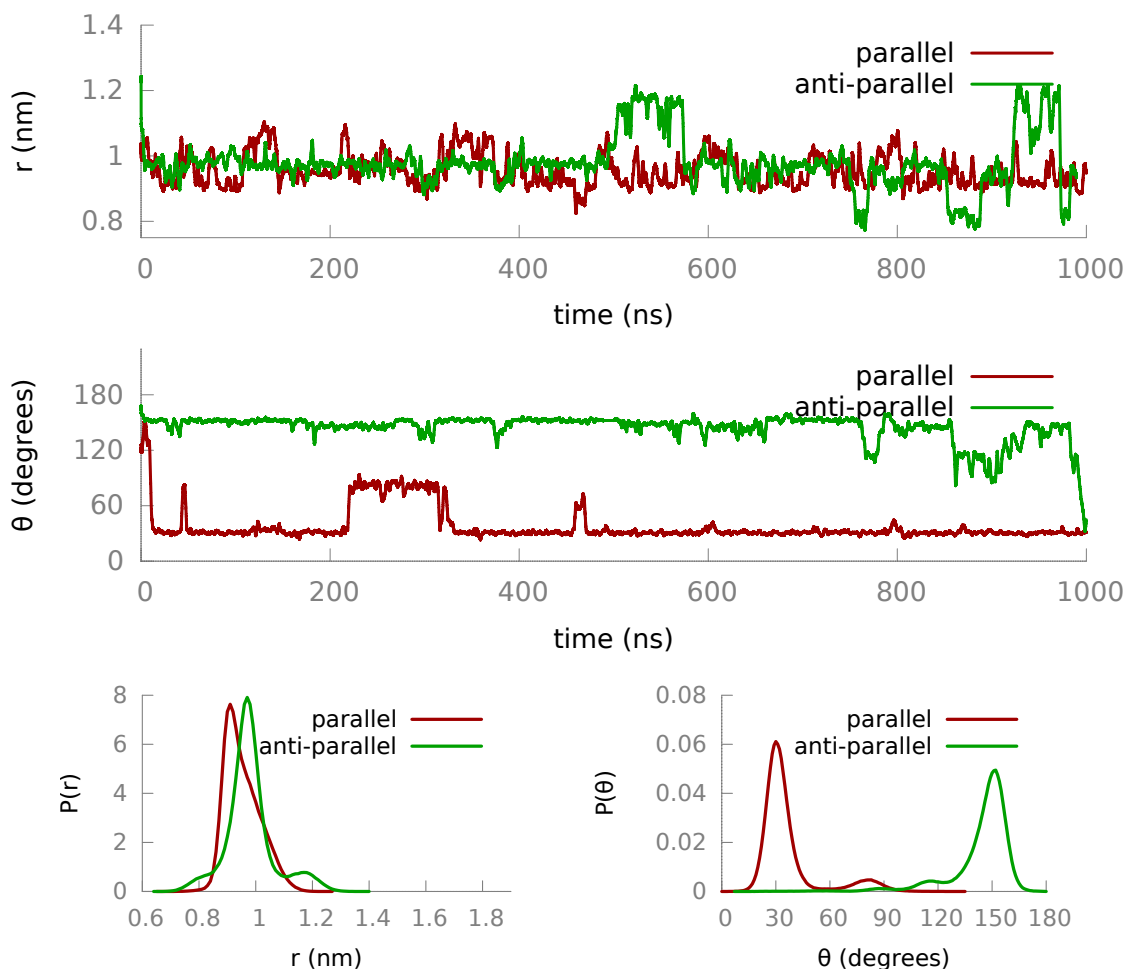 1.4
1.2
1
0.8
r (nm)
parallel
anti-parallel
0 200 400 600 800 1000
time (ns)
180
120
60
0
θ (degrees)
parallel
anti-parallel
0 200 400 600 800 1000
time (ns)
8
6
4
2
0
P(r)
parallel
anti-parallel
0.6 0.8 1 1.2 1.4 1.6 1.8
r (nm)
0.08
0.06
0.04
0.02
0
P(θ)
parallel
anti-parallel
0 30 60 90 120 150 180
θ (degrees)